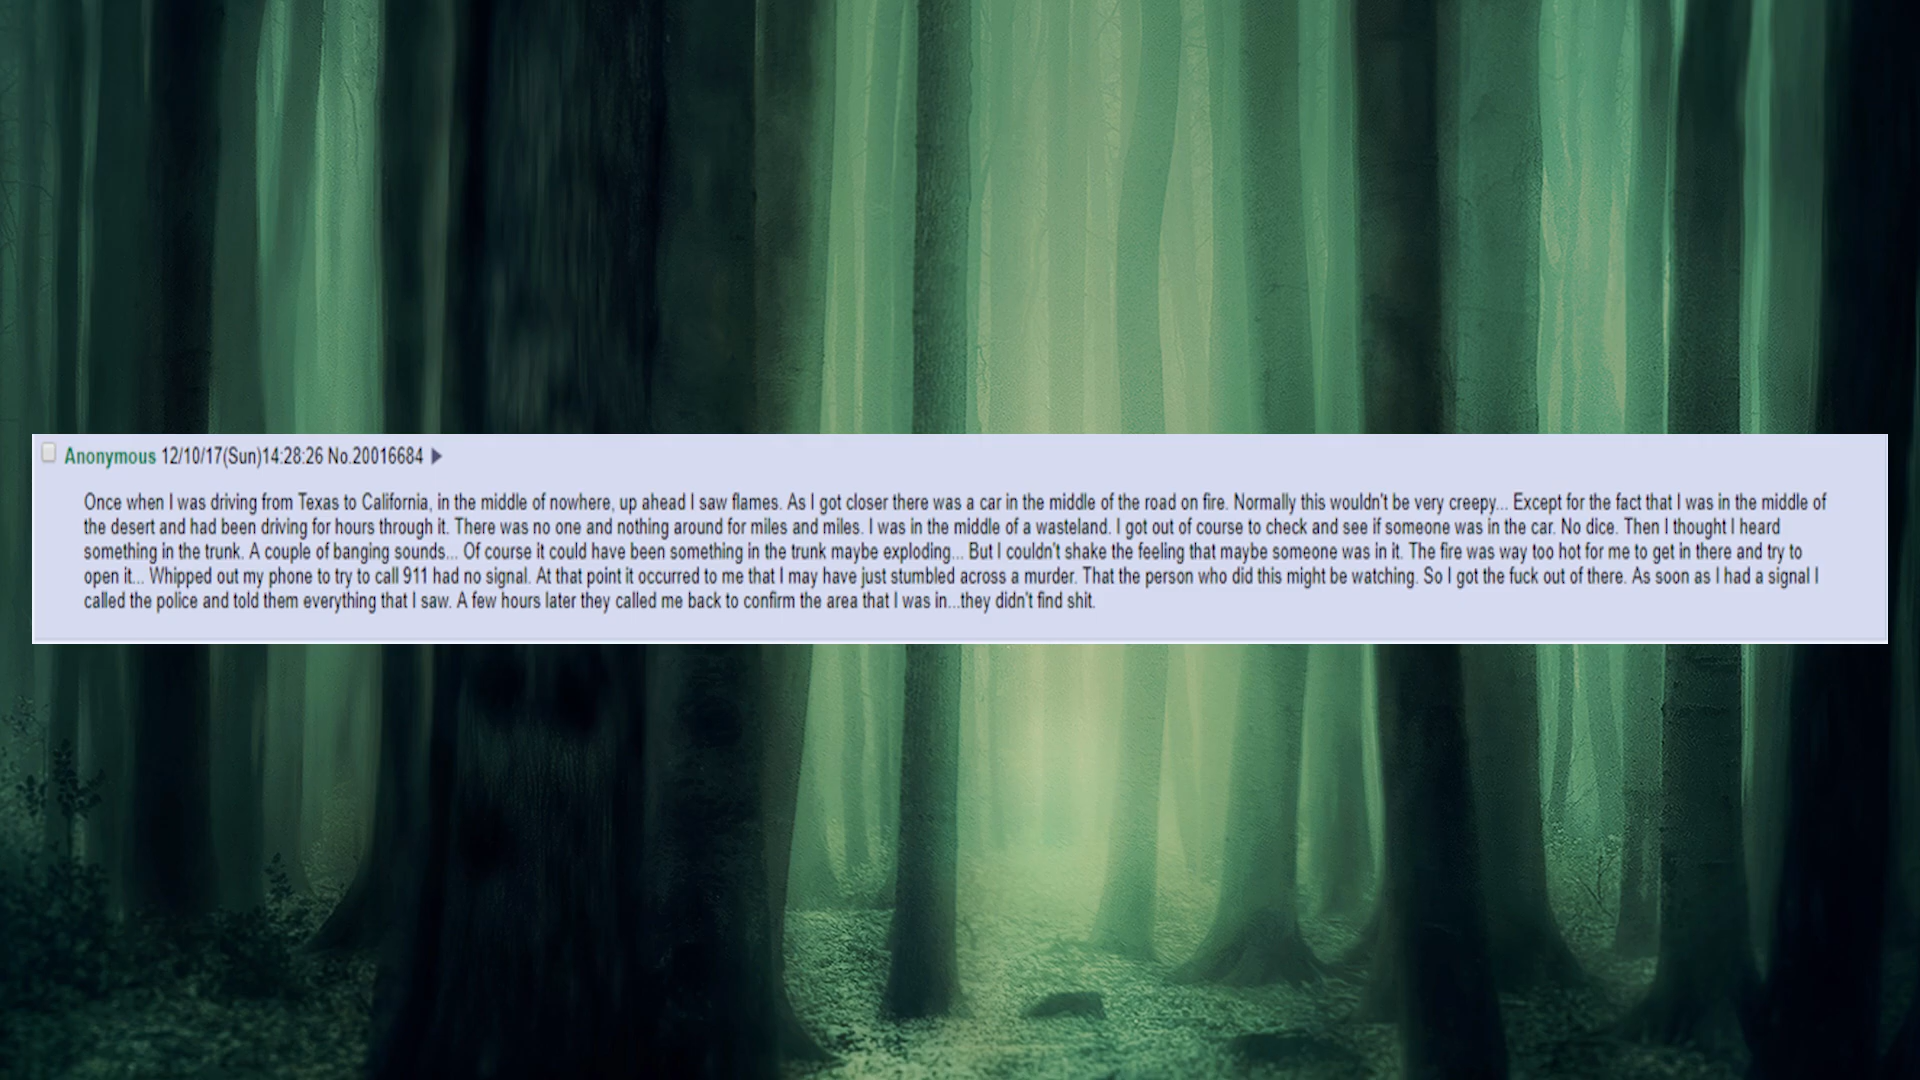 Anonymous 12/10/17(Sun)14:28:26 No.20016684
Once when I was driving from Texas to California, in the middle of nowhere, up ahead I saw flames. As I got closer there was a car in the middle of the road on fire. Normally this wouldn't be very creepy... Except for the fact that I was in the middle of
the desert and had been driving for hours through it. There was no one and nothing around for miles and miles. I was in the middle of a wasteland. I got out of course to check and see if someone was in the car. No dice. Then I thought I heard
something in the trunk. A couple of banging sounds... Of course it could have been something in the trunk maybe exploding... But I couldn't shake the feeling that maybe someone was in it. The fire was way too hot for me to get in there and try to
open it... Whipped out my phone to try to call 911 had no signal. At that point it occurred to me that I may have just stumbled across a murder. That the person who did this might be watching. So I got the fuck out of there. As soon as I had a signal I
called the police and told them everything that I saw. A few hours later they called me back to confirm the area that I was in...they didn't find shit.